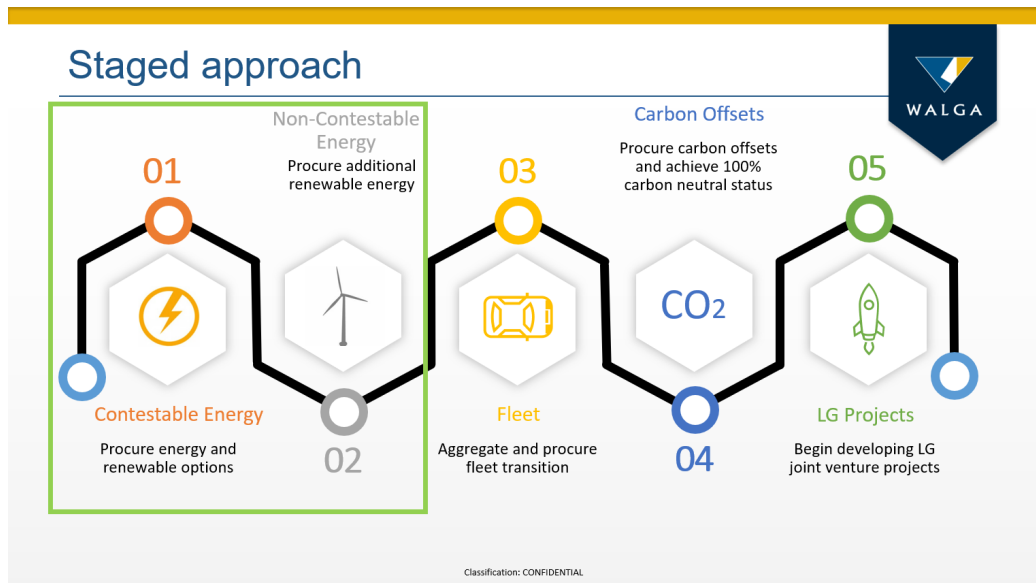 Staged approach
WALGA
01
Contestable Energy
Procure energy and
renewable options
Non-Contestable
Energy
Procure additional
renewable energy
02
03
Fleet
Aggregate and procure
fleet transition
Carbon Offsets
Procure carbon offsets
and achieve 100%
carbon neutral status
CO2
04
05
LG Projects
Begin developing LG
joint venture projects
Classification: CONFIDENTIAL